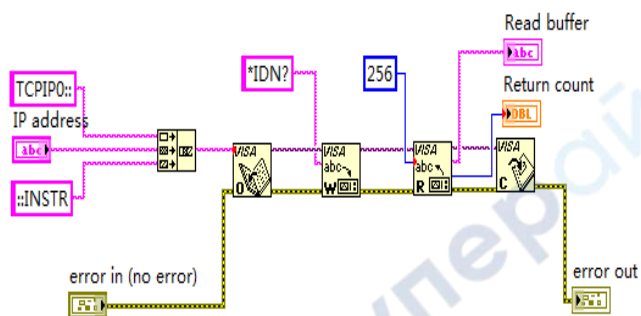 Read buffer
abc
*IDN?
256
TCPIP0::
Return count
DBL
IP address
abc
VISA
O
VISA
abc
W
VISA
abc
R
VISA
C
::INSTR
error in (no error)
error out